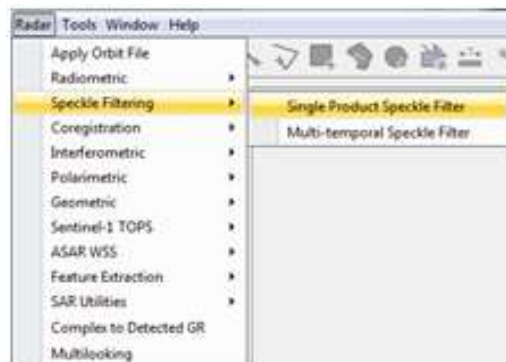 Radar Tools Window Help
Apply Orbit File
Radiometric
Speckle Filtering
Single Product Speckle Filter
Multi-temporal Speckle Filter
Coregistration
Interferometric
Polarimetric
Geometric
Sentinel-1 TOPS
ASAR WSS
Feature Extraction
SAR Utilities
Complex to Detected GR
Multilooking